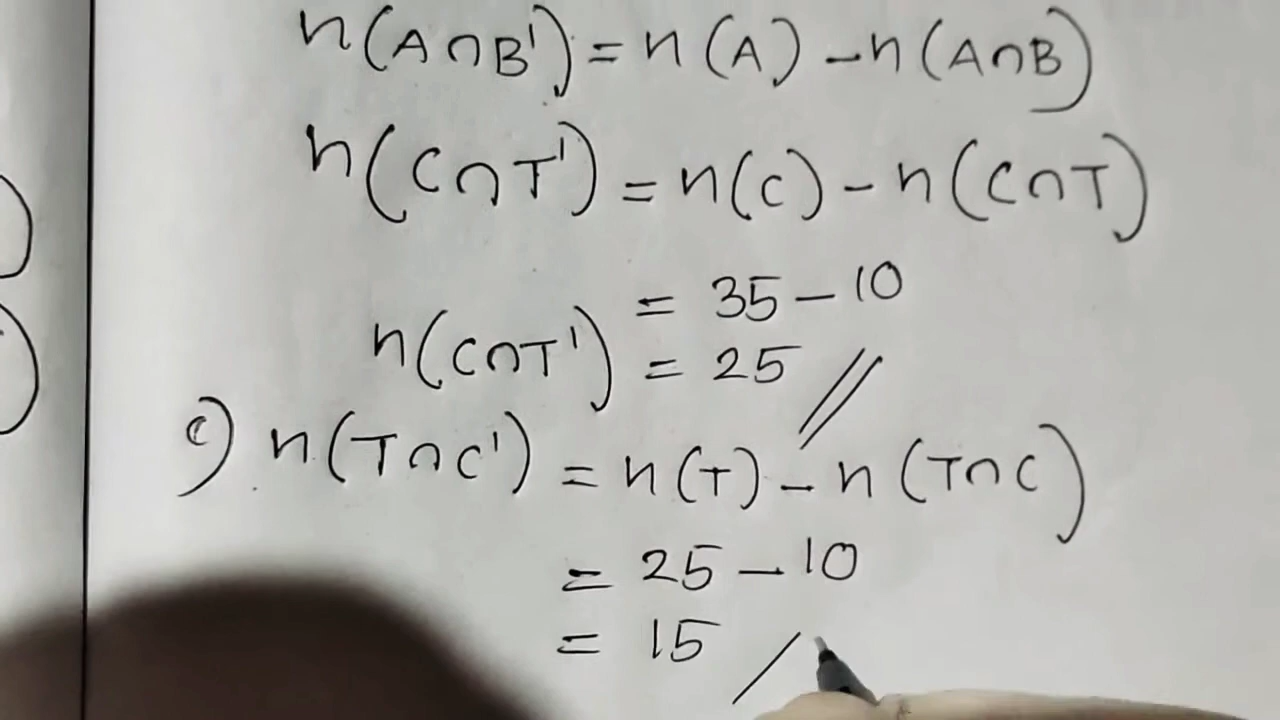 n(A∩B') = n(A) - n(A∩B)
n(C∩T') = n(C) - n(C∩T)
= 35 - 10
n(C∩T') = 25 //
c) n(T∩C') = n(T) - n(T∩C)
= 25 - 10
= 15 /